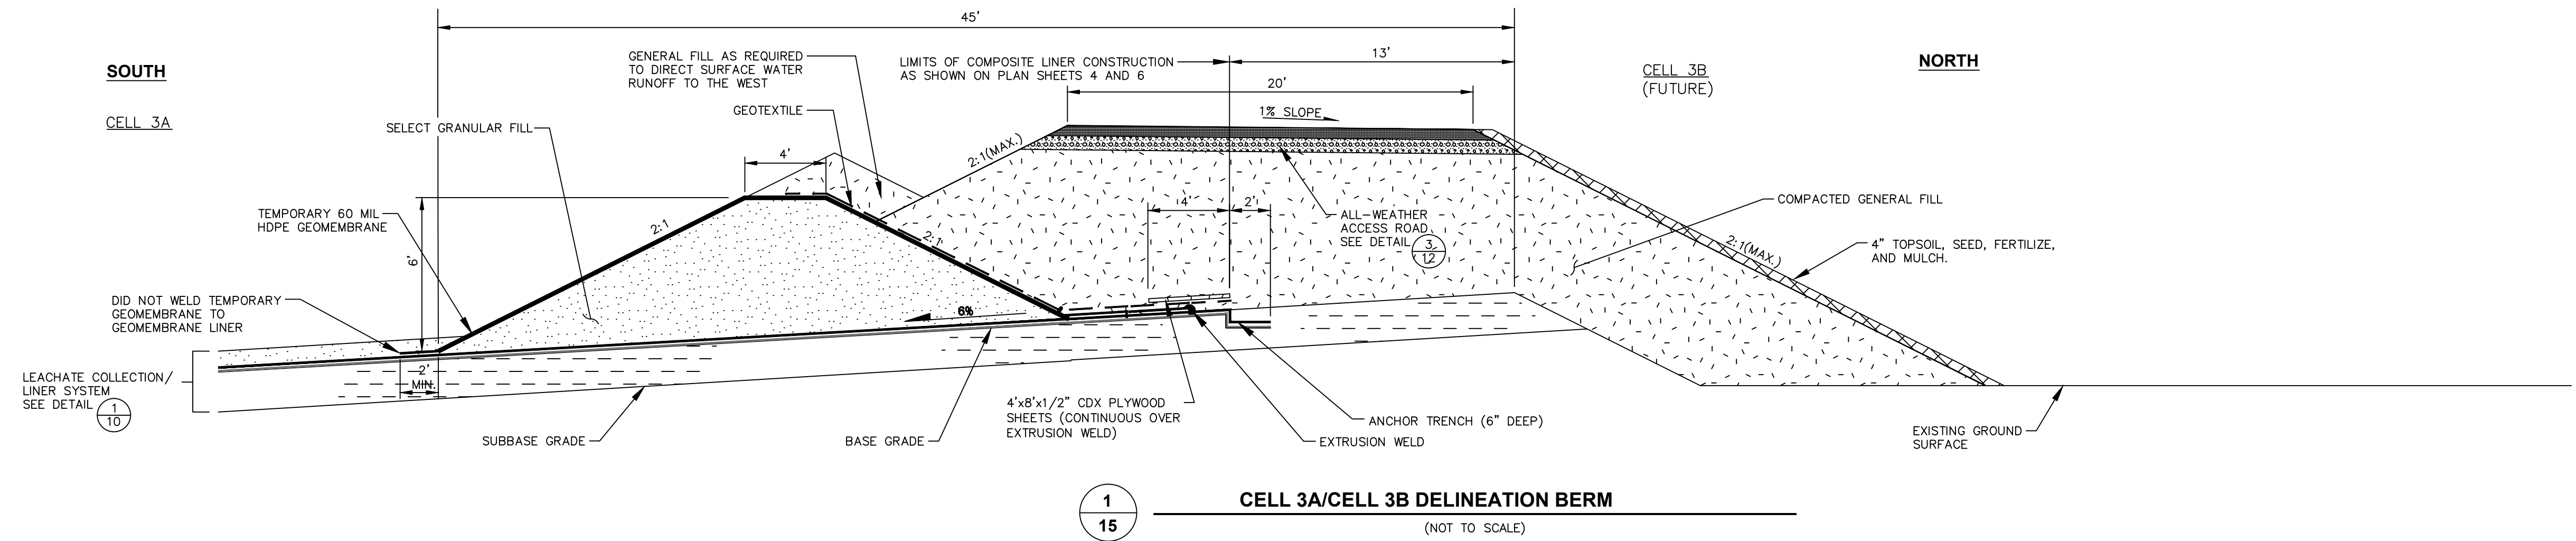 45'
SOUTH
CELL 3A
GENERAL FILL AS REQUIRED
TO DIRECT SURFACE WATER
RUNOFF TO THE WEST
GEOTEXTILE
SELECT GRANULAR FILL
LIMITS OF COMPOSITE LINER CONSTRUCTION
AS SHOWN ON PLAN SHEETS 4 AND 6
13'
20'
1% SLOPE
CELL 3B
(FUTURE)
NORTH
4'
2:1(MAX.)
TEMPORARY 60 MIL
HDPE GEOMEMBRANE
2:1
6'
2:1
4'
2'
ALL-WEATHER
ACCESS ROAD
SEE DETAIL
3
12
COMPACTED GENERAL FILL
2:1(MAX.)
4" TOPSOIL, SEED, FERTILIZE,
AND MULCH.
DID NOT WELD TEMPORARY
GEOMEMBRANE TO
GEOMEMBRANE LINER
6%
LEACHATE COLLECTION/
LINER SYSTEM
SEE DETAIL
1
10
2'
MIN.
SUBBASE GRADE
BASE GRADE
4'x8'x1/2" CDX PLYWOOD
SHEETS (CONTINUOUS OVER
EXTRUSION WELD)
ANCHOR TRENCH (6" DEEP)
EXTRUSION WELD
EXISTING GROUND
SURFACE
1
15
CELL 3A/CELL 3B DELINEATION BERM
(NOT TO SCALE)